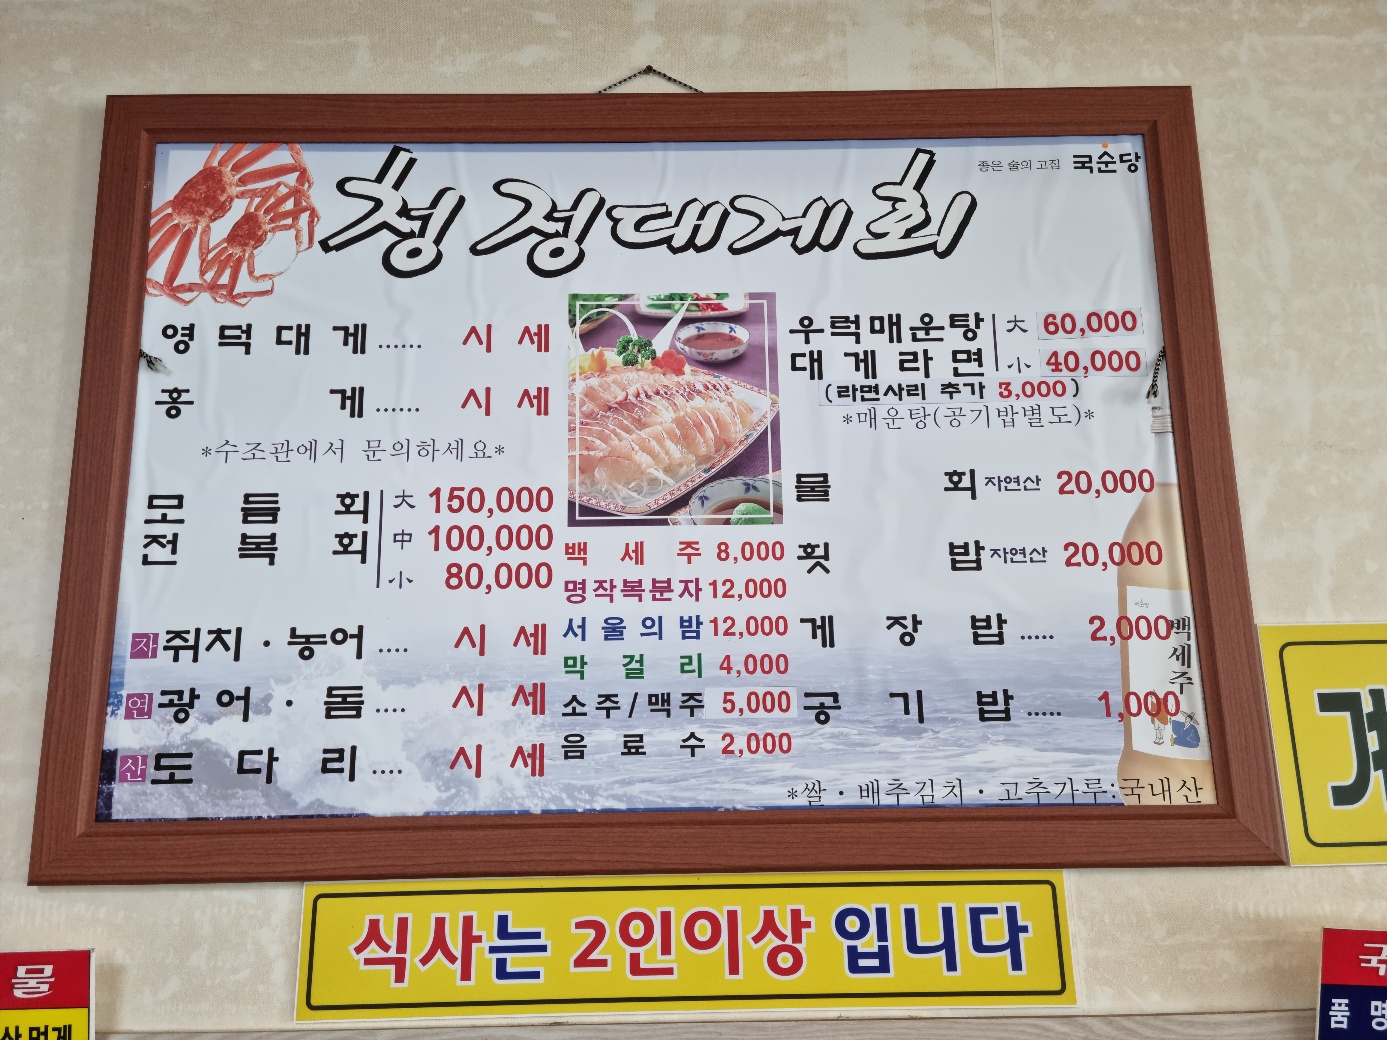 좋은 술의 고집 국순당
청정대게회
영덕대게...... 시세
홍게...... 시세
*수조관에서 문의하세요*
모듬회 大 150,000
전복회 中 100,000
小 80,000
자 쥐치·농어.... 시세
연 광어·돔.... 시세
산 도다리.... 시세
백세주 8,000
명작복분자 12,000
서울의밤 12,000
막걸리 4,000
소주/맥주 5,000
음료수 2,000
우럭매운탕 大 60,000
대게라면 小 40,000
(라면사리 추가 3,000)
*매운탕(공기밥별도)*
물회 자연산 20,000
횟밥 자연산 20,000
게장밥..... 2,000
공기밥..... 1,000
백세주
*쌀·배추김치·고추가루:국내산
식사는 2인이상 입니다
물
국
품명